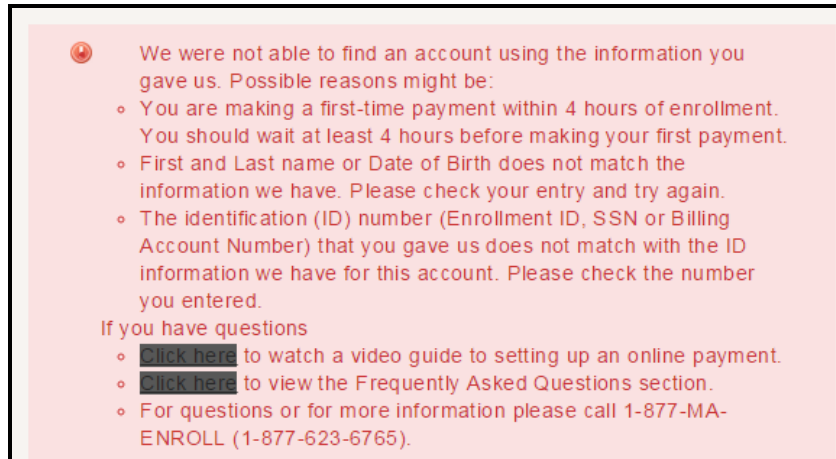 We were not able to find an account using the information you
gave us. Possible reasons might be:
You are making a first-time payment within 4 hours of enrollment.
You should wait at least 4 hours before making your first payment.
First and Last name or Date of Birth does not match the
information we have. Please check your entry and try again.
The identification (ID) number (Enrollment ID, SSN or Billing
Account Number) that you gave us does not match with the ID
information we have for this account. Please check the number
you entered.
If you have questions
Click here to watch a video guide to setting up an online payment.
Click here to view the Frequently Asked Questions section.
For questions or for more information please call 1-877-MA-
ENROLL (1-877-623-6765).